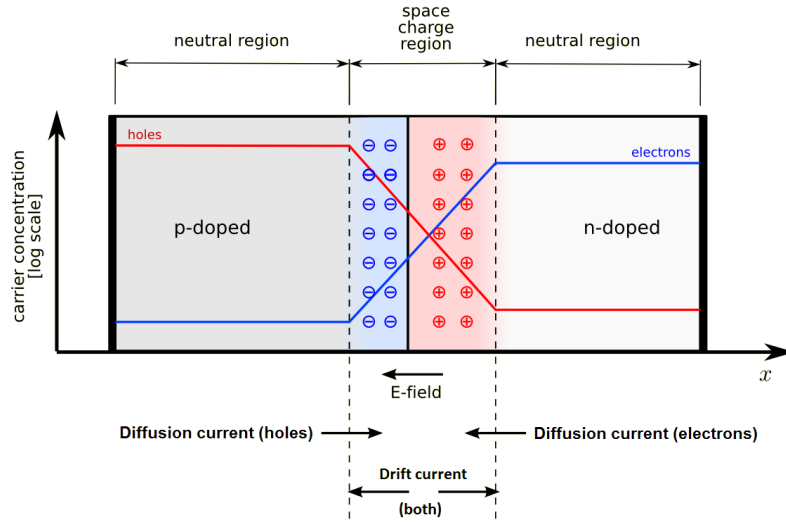 space
charge
region
neutral region
neutral region
holes
electrons
p-doped
n-doped
carrier concentration
[log scale]
x
E-field
Diffusion current (holes)
Diffusion current (electrons)
Drift current
(both)